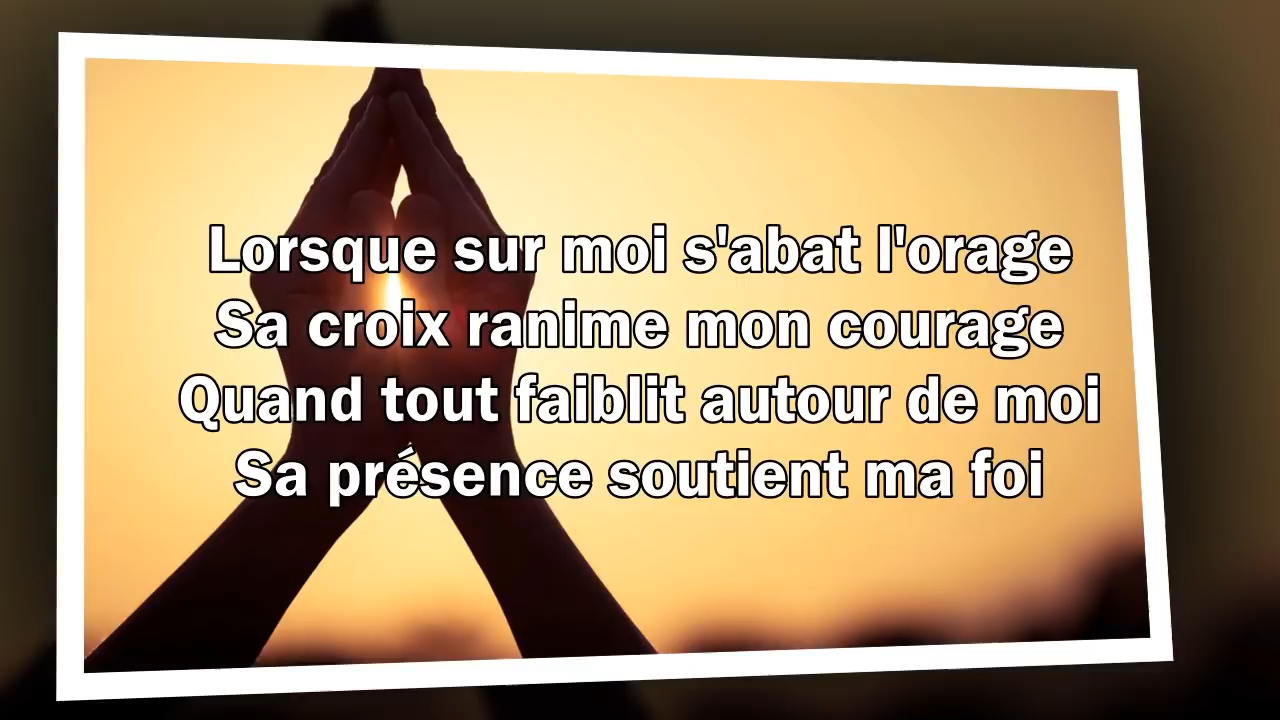 Lorsque sur moi s'abat l'orage
Sa croix ranime mon courage
Quand tout faiblit autour de moi
Sa présence soutient ma foi